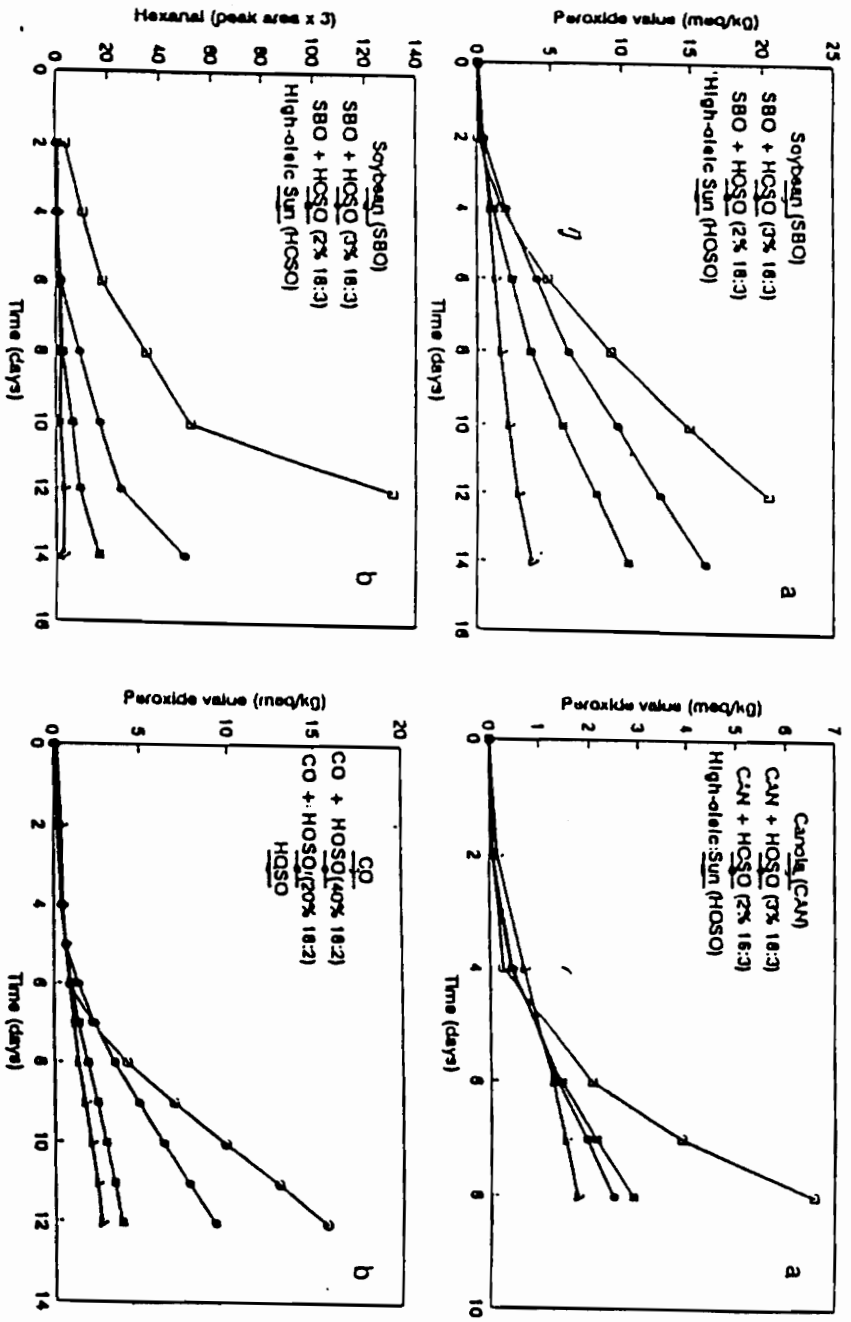 Peroxide value (meq/kg)
25
20
15
10
5
0
Soybean (SBO)
SBO + HOSO (3% 18:3)
SBO + HOSO (2% 18:3)
High-oleic Sun (HOSO)
a
0 2 4 6 8 10 12 14 16
Time (days)
Hexanal (peak area x 3)
140
120
100
80
60
40
20
0
Soybean (SBO)
SBO + HOSO (3% 18:3)
SBO + HOSO (2% 18:3)
High-oleic Sun (HOSO)
b
0 2 4 6 8 10 12 14 16
Time (days)
Peroxide value (meq/kg)
7
6
5
4
3
2
1
0
Canola (CAN)
CAN + HOSO (3% 18:3)
CAN + HOSO (2% 18:3)
High-oleic Sun (HOSO)
a
0 2 4 6 8 10
Time (days)
Peroxide value (meq/kg)
20
15
10
5
0
CO
CO + HOSO (40% 18:2)
CO + HOSO (20% 18:2)
HOSO
b
0 2 4 6 8 10 12 14
Time (days)